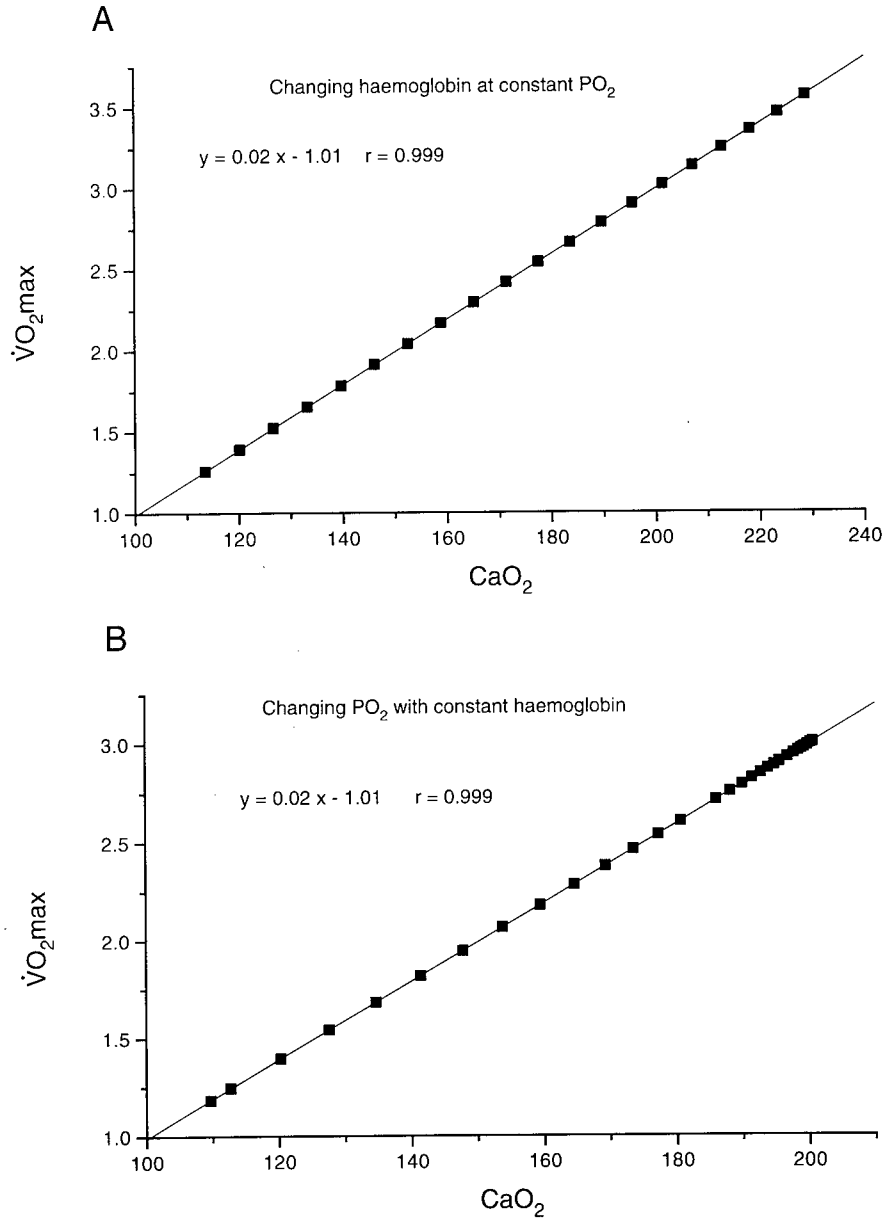 A
Changing haemoglobin at constant PO₂
y = 0.02 x - 1.01 r = 0.999
3.5
3.0
2.5
2.0
1.5
1.0
V̇O₂max
100 120 140 160 180 200 220 240
CaO₂
B
Changing PO₂ with constant haemoglobin
y = 0.02 x - 1.01 r = 0.999
3.0
2.5
2.0
1.5
1.0
V̇O₂max
100 120 140 160 180 200
CaO₂